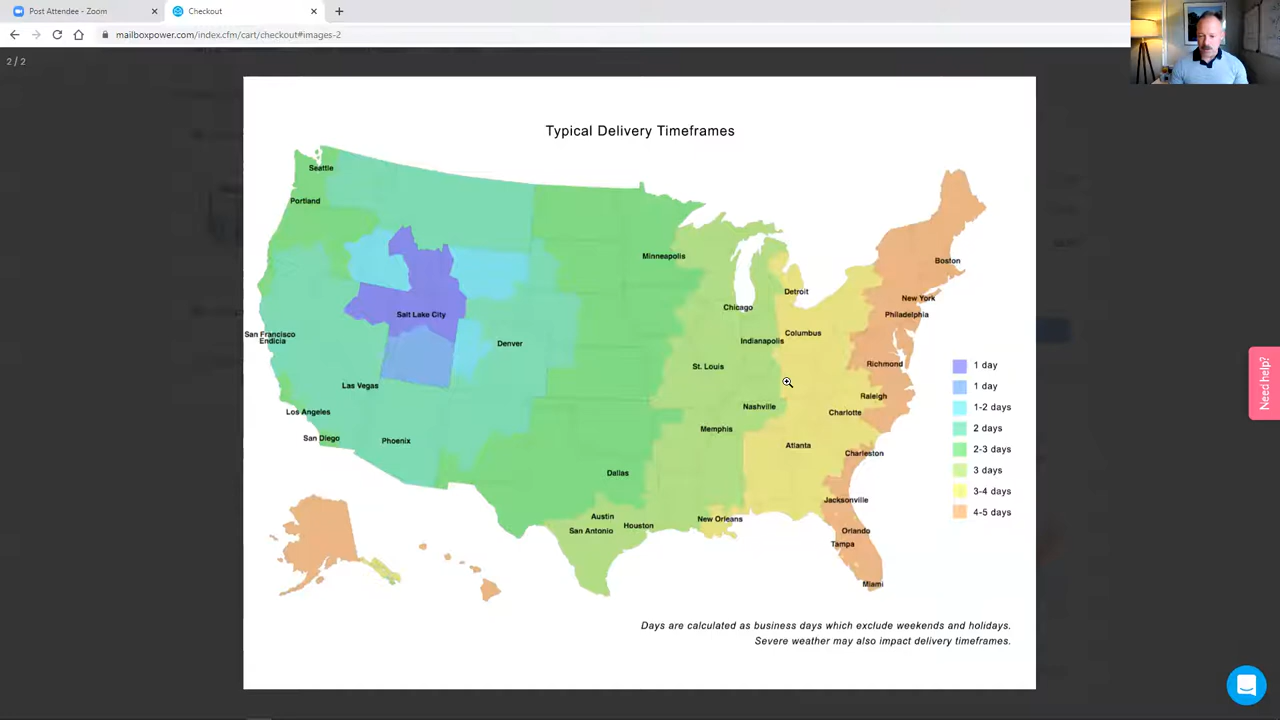 Post Attendee - Zoom
Checkout
mailboxpower.com/index.cfm/cart/checkout#images-2
2 / 2
Typical Delivery Timeframes
Seattle
Portland
Minneapolis
Boston
Detroit
New York
Chicago
Philadelphia
Salt Lake City
San Francisco
Endicia
Columbus
Indianapolis
Denver
St. Louis
Richmond
Las Vegas
Raleigh
Nashville
Los Angeles
Charlotte
Memphis
San Diego
Phoenix
Atlanta
Charleston
Dallas
Jacksonville
Austin
New Orleans
Houston
San Antonio
Orlando
Tampa
Miami
1 day
1 day
1-2 days
2 days
2-3 days
3 days
3-4 days
4-5 days
Need help?
Days are calculated as business days which exclude weekends and holidays.
Severe weather may also impact delivery timeframes.